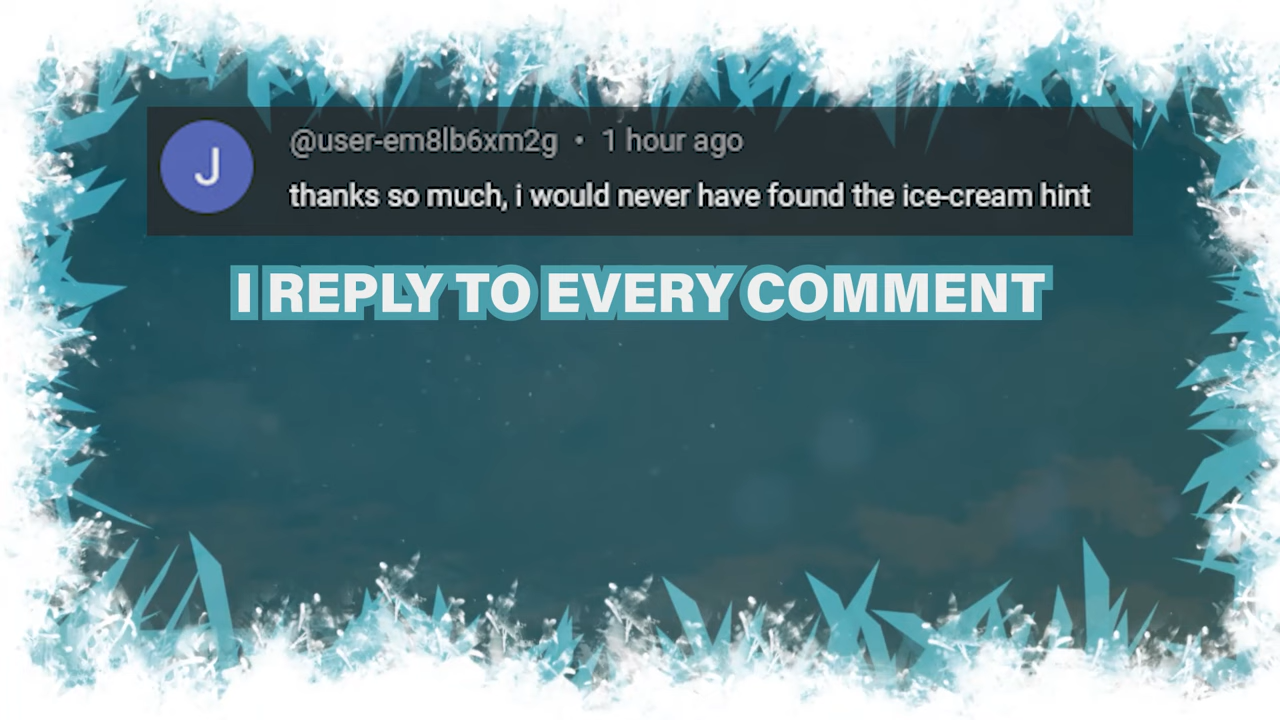 J
@user-em8lb6xm2g • 1 hour ago
thanks so much, i would never have found the ice-cream hint
I REPLY TO EVERY COMMENT